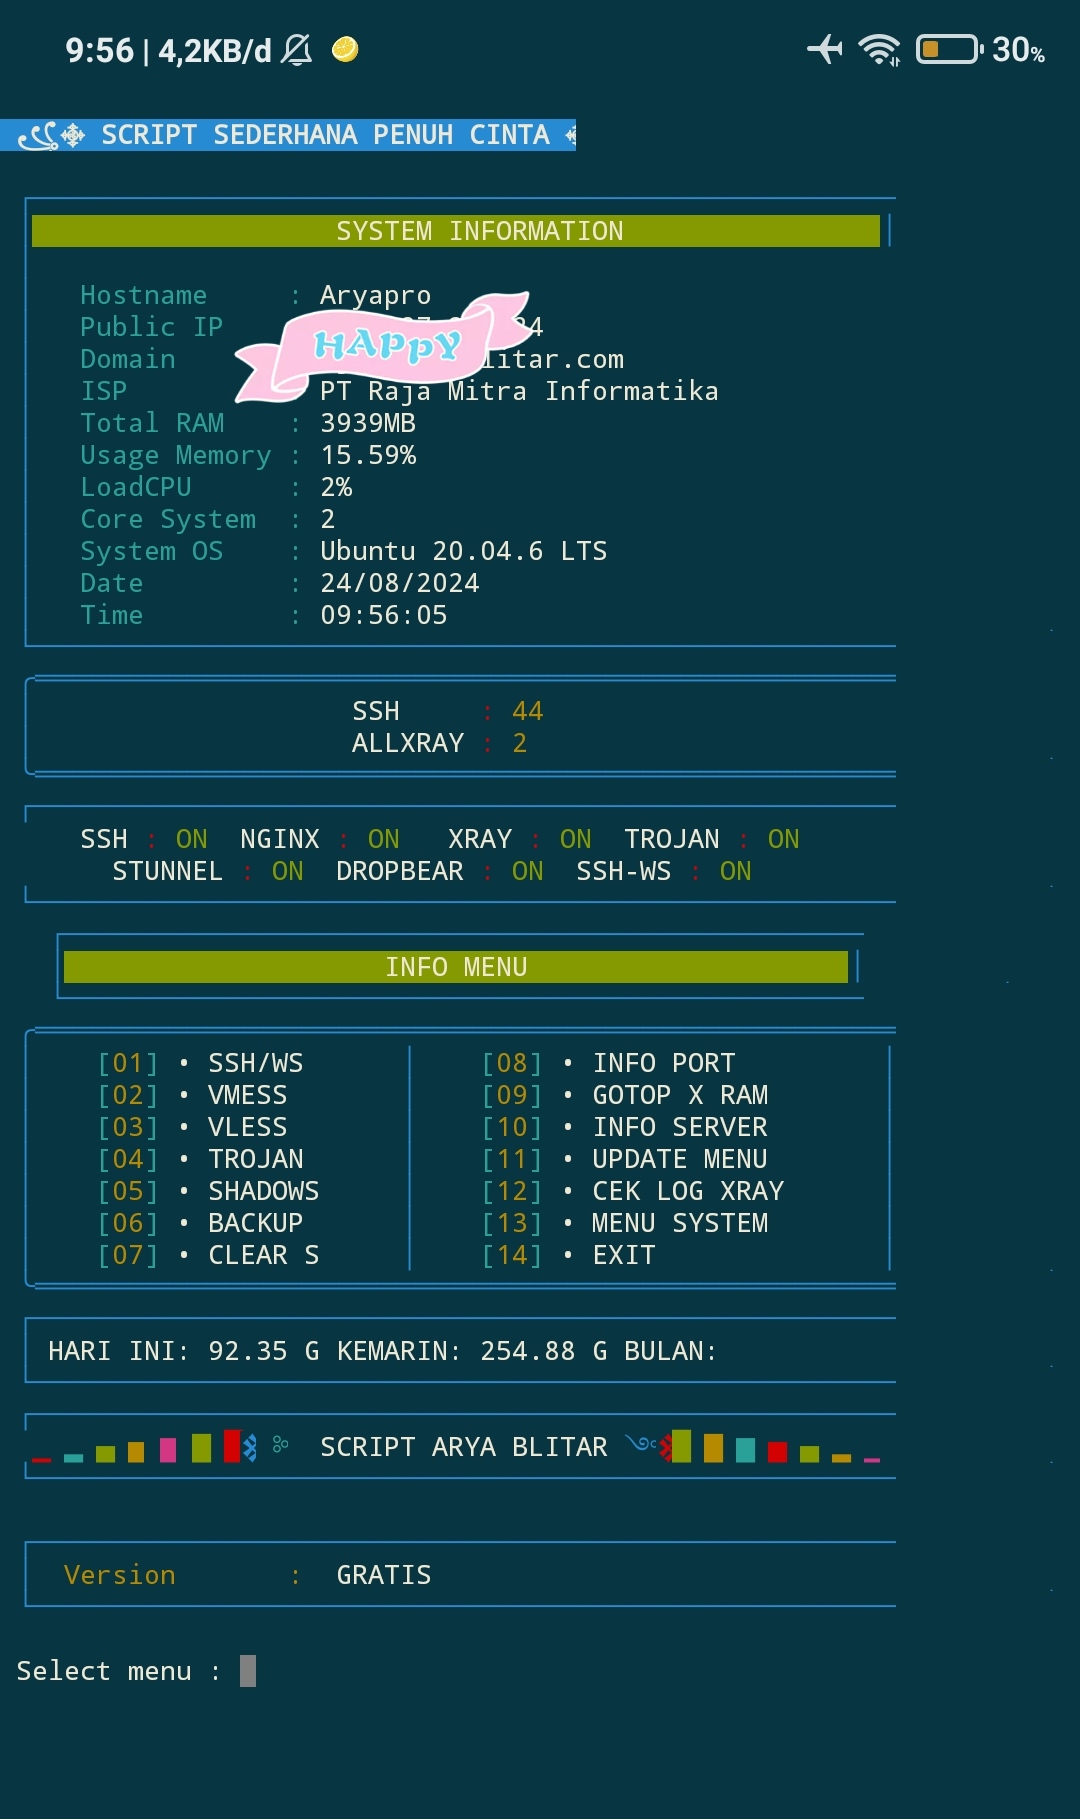 9:56 | 4,2KB/d 30%
SCRIPT SEDERHANA PENUH CINTA
SYSTEM INFORMATION
Hostname : Aryapro
Public IP
HAppy
Domain litar.com
ISP PT Raja Mitra Informatika
Total RAM : 3939MB
Usage Memory : 15.59%
LoadCPU : 2%
Core System : 2
System OS : Ubuntu 20.04.6 LTS
Date : 24/08/2024
Time : 09:56:05
SSH : 44
ALLXRAY : 2
SSH : ON NGINX : ON XRAY : ON TROJAN : ON
STUNNEL : ON DROPBEAR : ON SSH-WS : ON
INFO MENU
[01] • SSH/WS [08] • INFO PORT
[02] • VMESS [09] • GOTOP X RAM
[03] • VLESS [10] • INFO SERVER
[04] • TROJAN [11] • UPDATE MENU
[05] • SHADOWS [12] • CEK LOG XRAY
[06] • BACKUP [13] • MENU SYSTEM
[07] • CLEAR S [14] • EXIT
HARI INI: 92.35 G KEMARIN: 254.88 G BULAN:
SCRIPT ARYA BLITAR
Version : GRATIS
Select menu :